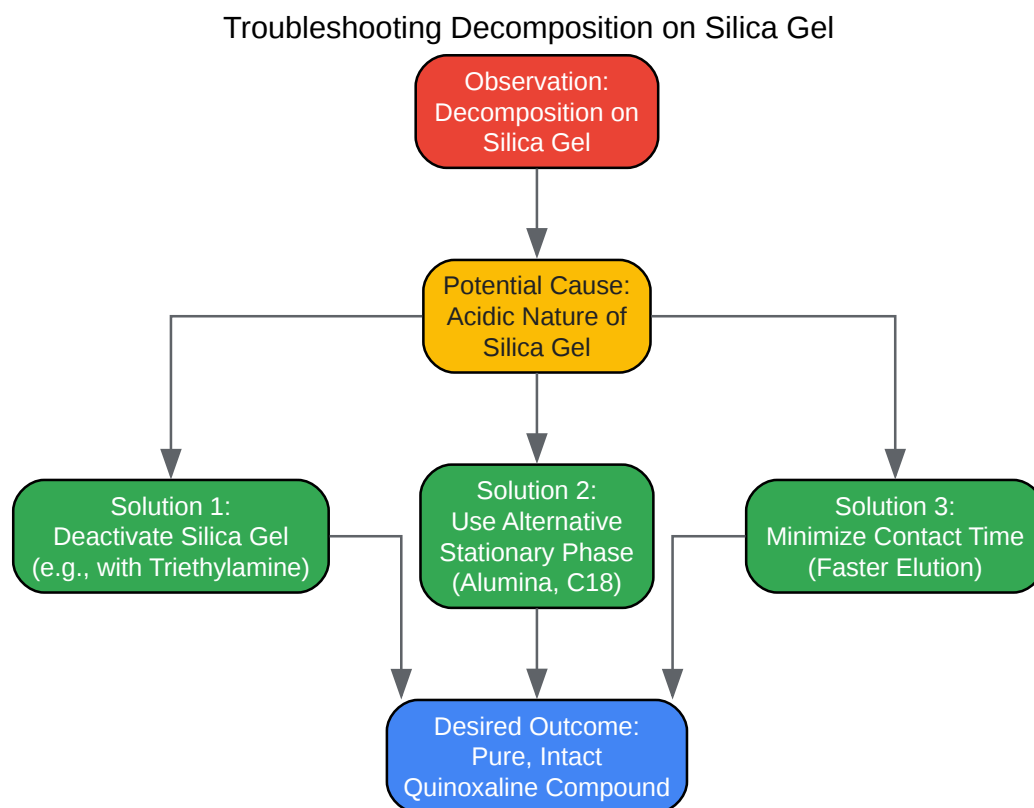 Troubleshooting Decomposition on Silica Gel
Observation:
Decomposition on
Silica Gel
Potential Cause:
Acidic Nature of
Silica Gel
Solution 1:
Deactivate Silica Gel
(e.g., with Triethylamine)
Solution 2:
Use Alternative
Stationary Phase
(Alumina, C18)
Solution 3:
Minimize Contact Time
(Faster Elution)
Desired Outcome:
Pure, Intact
Quinoxaline Compound